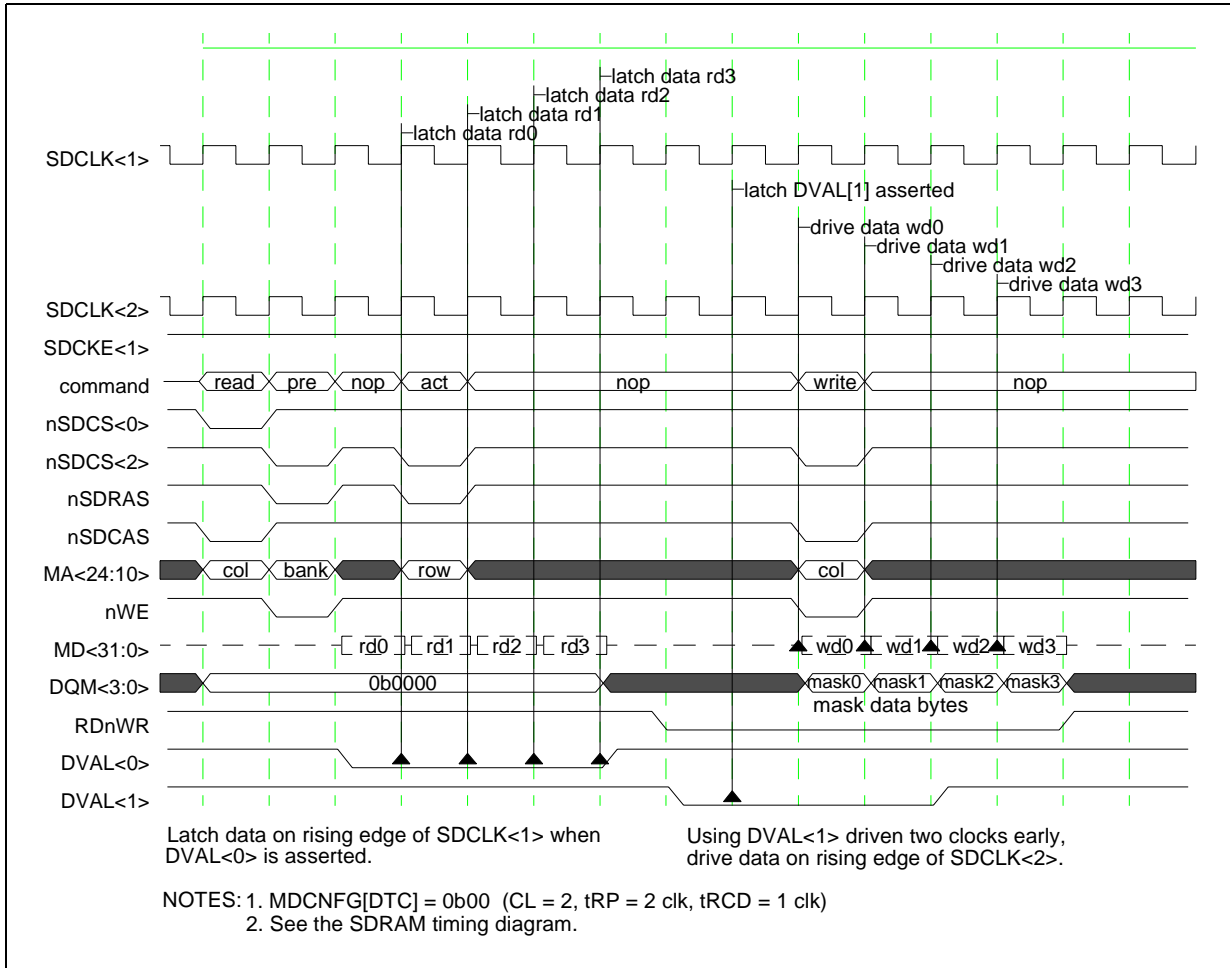 latch data rd3
latch data rd2
latch data rd1
latch data rd0
SDCLK<1>
latch DVAL[1] asserted
drive data wd0
drive data wd1
drive data wd2
drive data wd3
SDCLK<2>
SDCKE<1>
command read pre nop act nop write nop
nSDCS<0>
nSDCS<2>
nSDRAS
nSDCAS
MA<24:10> col bank row col
nWE
MD<31:0> rd0 rd1 rd2 rd3 wd0 wd1 wd2 wd3
DQM<3:0> 0b0000 mask0 mask1 mask2 mask3
mask data bytes
RDnWR
DVAL<0>
DVAL<1>
Latch data on rising edge of SDCLK<1> when
DVAL<0> is asserted.
Using DVAL<1> driven two clocks early,
drive data on rising edge of SDCLK<2>.
NOTES: 1. MDCNFG[DTC] = 0b00 (CL = 2, tRP = 2 clk, tRCD = 1 clk)
2. See the SDRAM timing diagram.